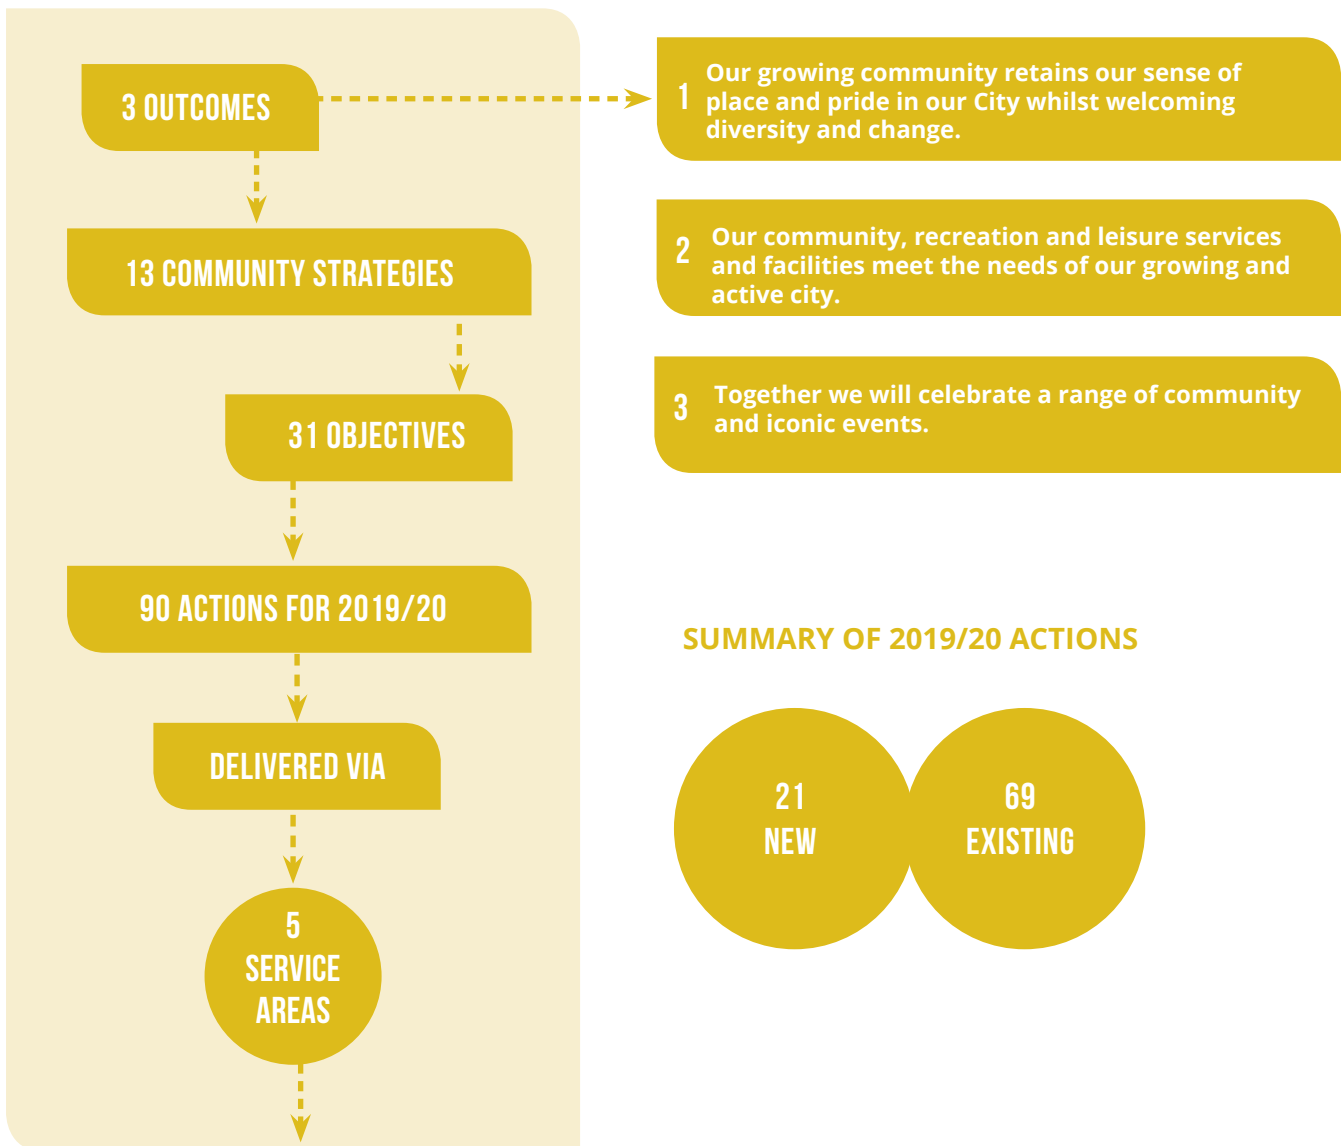 3 OUTCOMES
13 COMMUNITY STRATEGIES
31 OBJECTIVES
90 ACTIONS FOR 2019/20
DELIVERED VIA
5
SERVICE
AREAS
1
Our growing community retains our sense of
place and pride in our City whilst welcoming
diversity and change.
2
Our community, recreation and leisure services
and facilities meet the needs of our growing and
active city.
3
Together we will celebrate a range of community
and iconic events.
SUMMARY OF 2019/20 ACTIONS
21
NEW
69
EXISTING